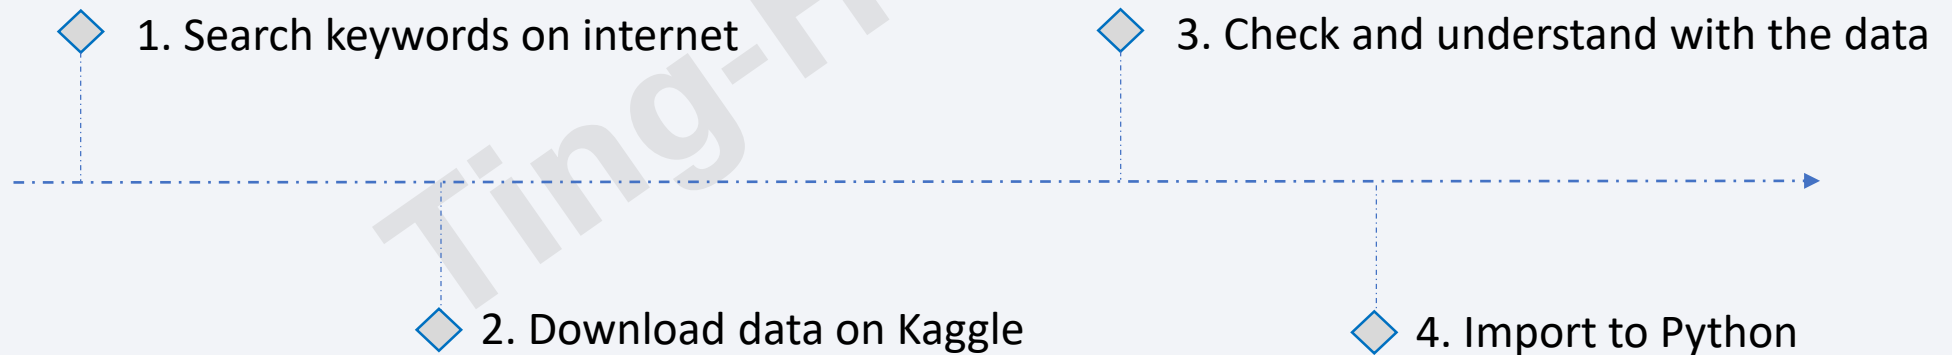 1. Search keywords on internet
3. Check and understand with the data
Ting-
2. Download data on Kaggle
4. Import to Python